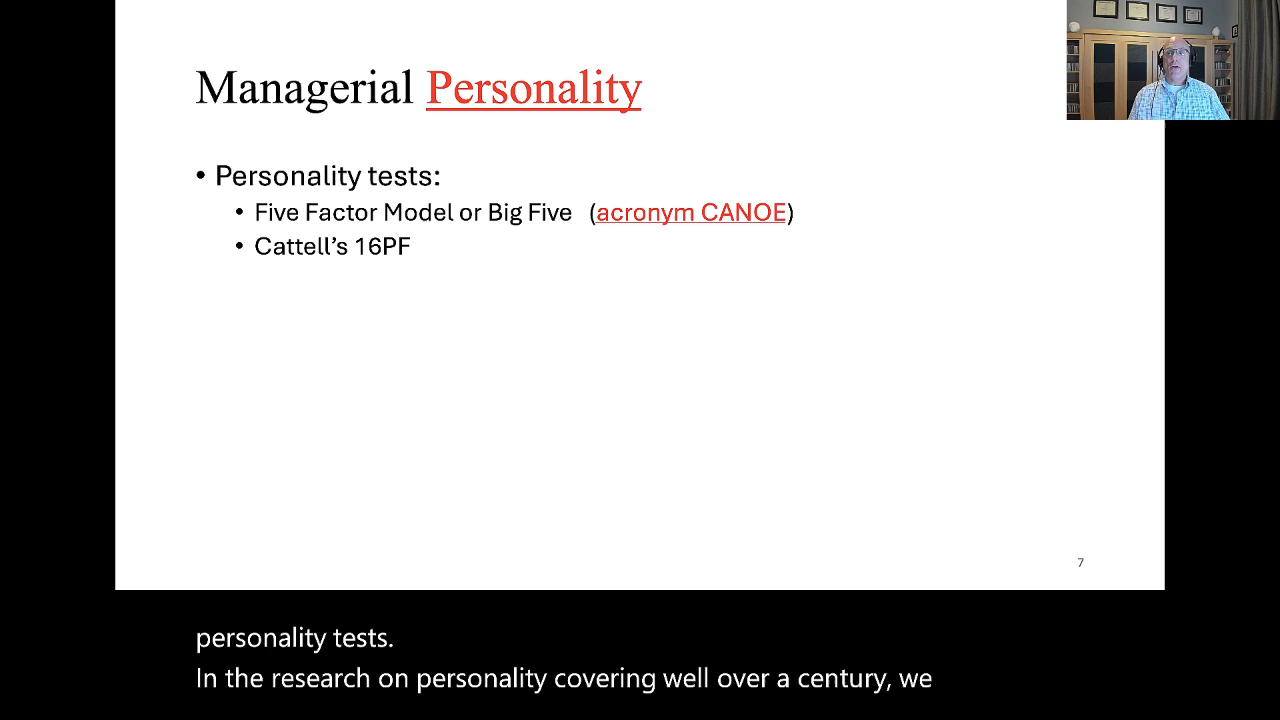 Managerial Personality
• Personality tests:
• Five Factor Model or Big Five (acronym CANOE)
• Cattell’s 16PF
7
personality tests.
In the research on personality covering well over a century, we